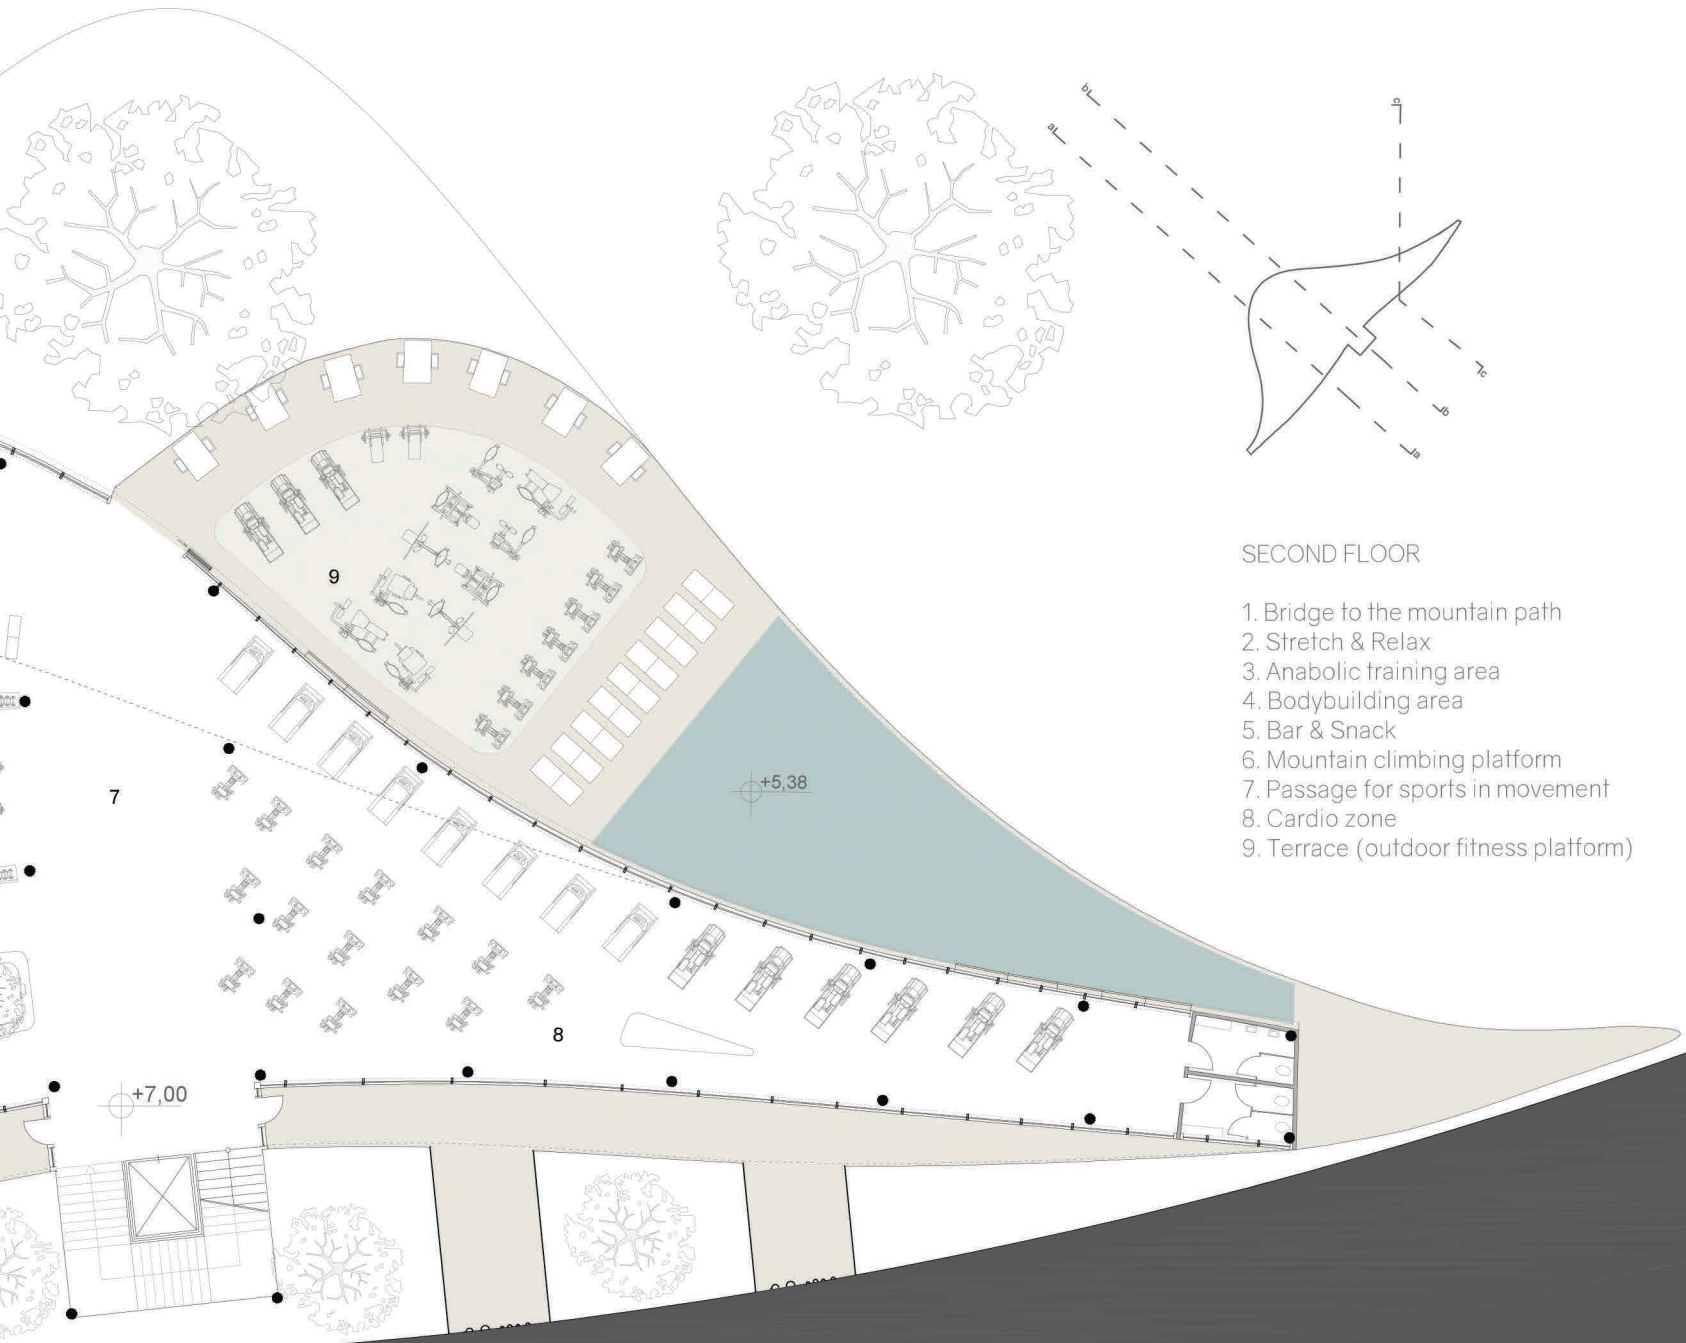 b
a
c
c
b
a
SECOND FLOOR
1. Bridge to the mountain path
2. Stretch & Relax
3. Anabolic training area
4. Bodybuilding area
5. Bar & Snack
6. Mountain climbing platform
7. Passage for sports in movement
8. Cardio zone
9. Terrace (outdoor fitness platform)
9
+5,38
7
8
+7,00